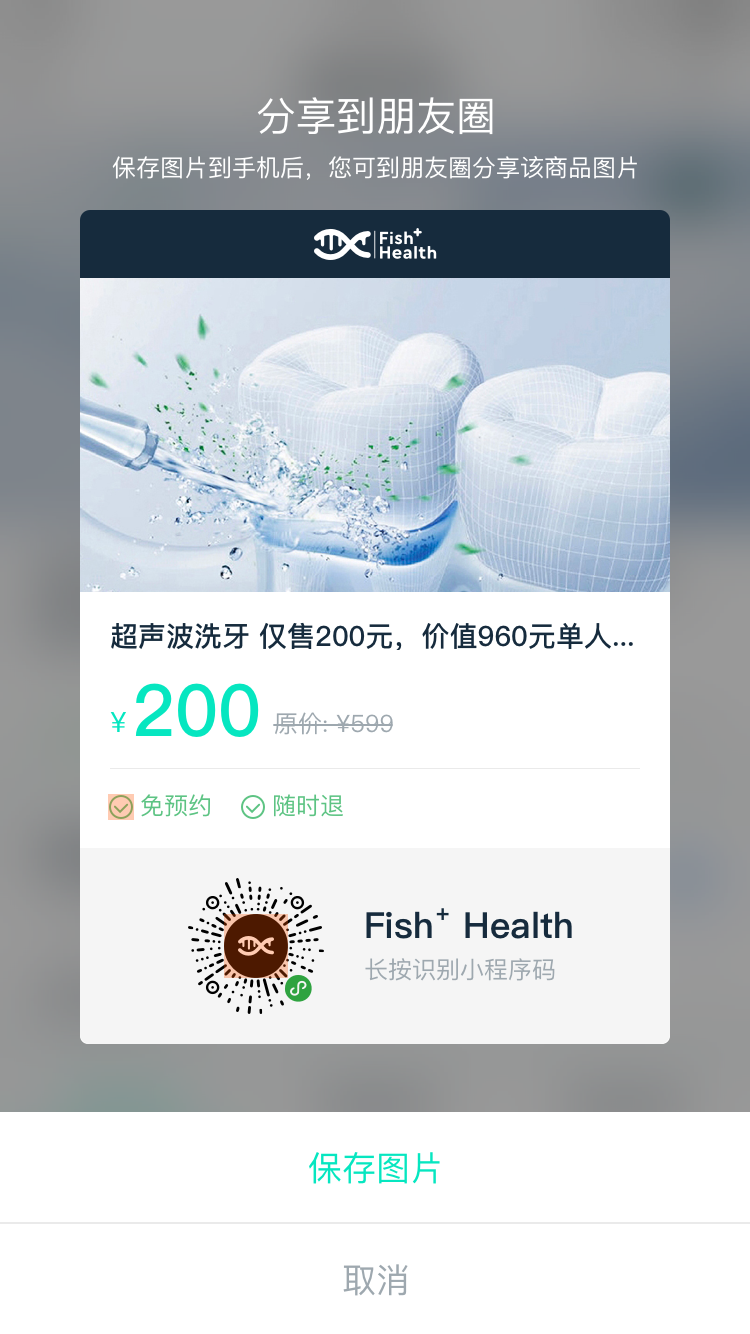 分享到朋友圈
保存图片到手机后，您可到朋友圈分享该商品图片
Fish+
Health
超声波洗牙 仅售200元，价值960元单人...
¥200 原价: ¥599
免预约 随时退
Fish+ Health
长按识别小程序码
保存图片
取消